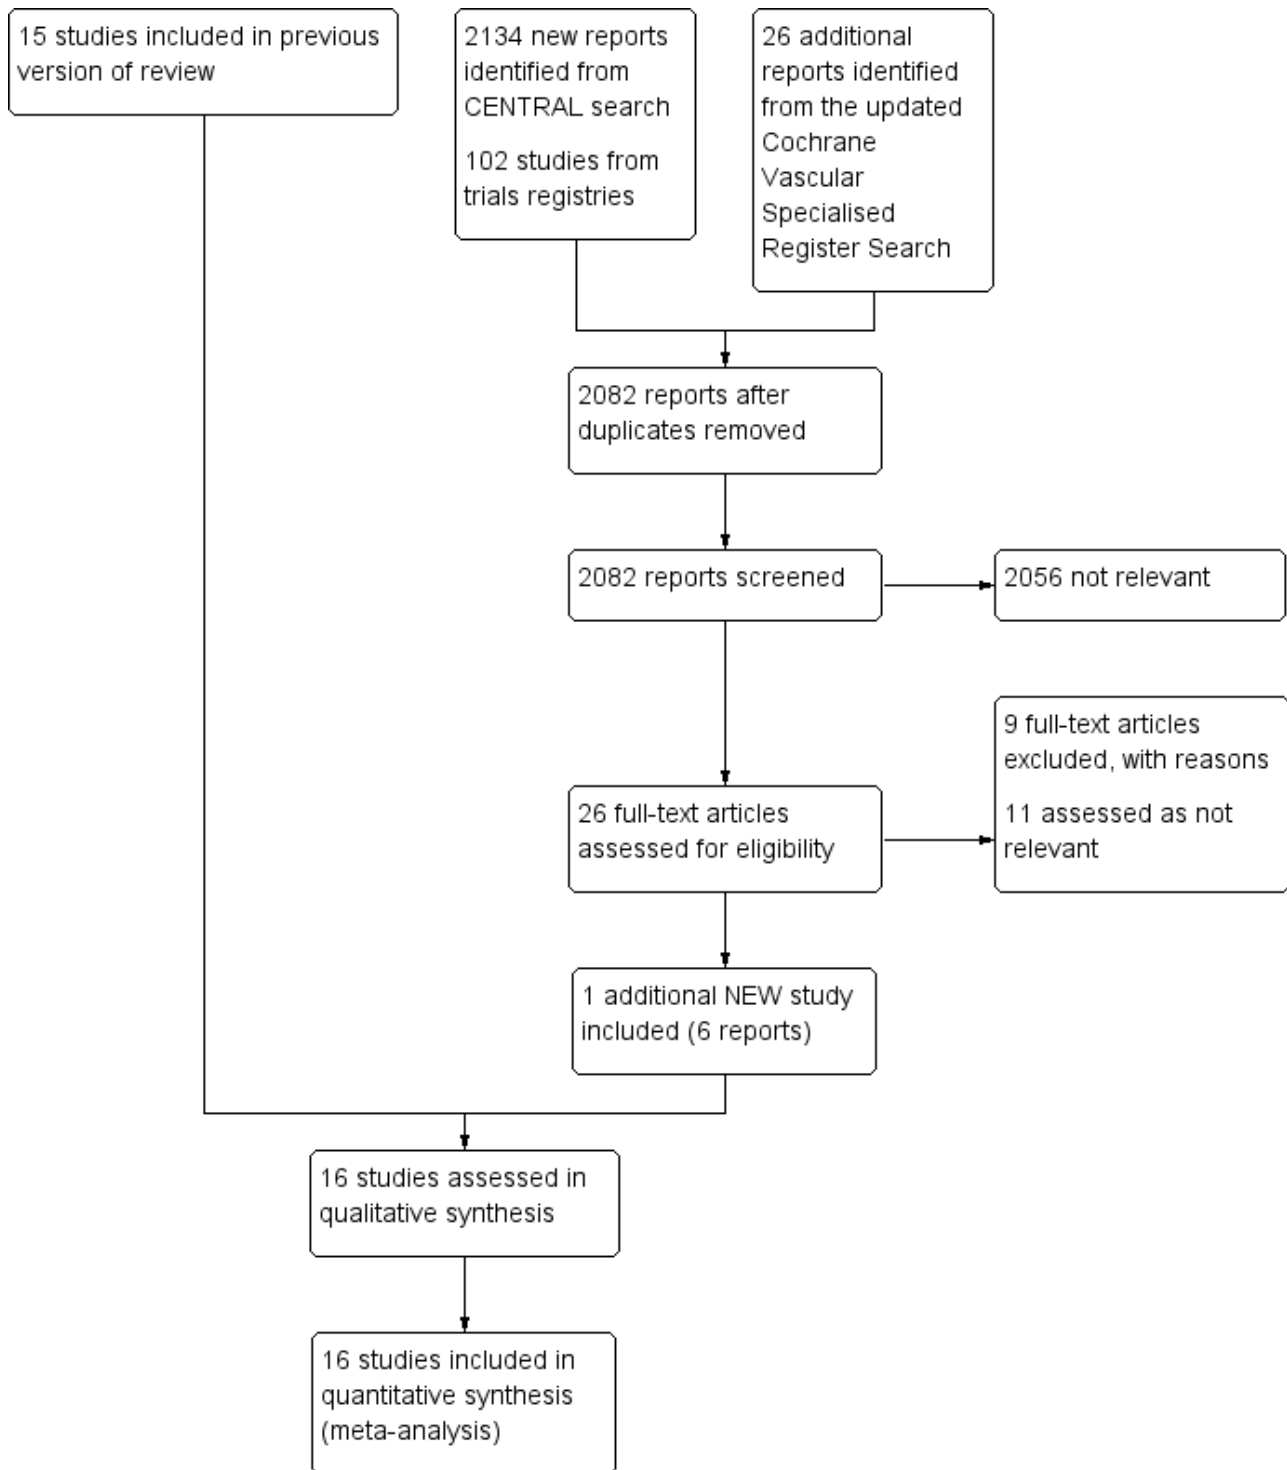 15 studies included in previous
version of review
2134 new reports
identified from
CENTRAL search
102 studies from
trials registries
26 additional
reports identified
from the updated
Cochrane
Vascular
Specialised
Register Search
2082 reports after
duplicates removed
2082 reports screened
2056 not relevant
9 full-text articles
excluded, with reasons
11 assessed as not
relevant
26 full-text articles
assessed for eligibility
1 additional NEW study
included (6 reports)
16 studies assessed in
qualitative synthesis
16 studies included in
quantitative synthesis
(meta-analysis)